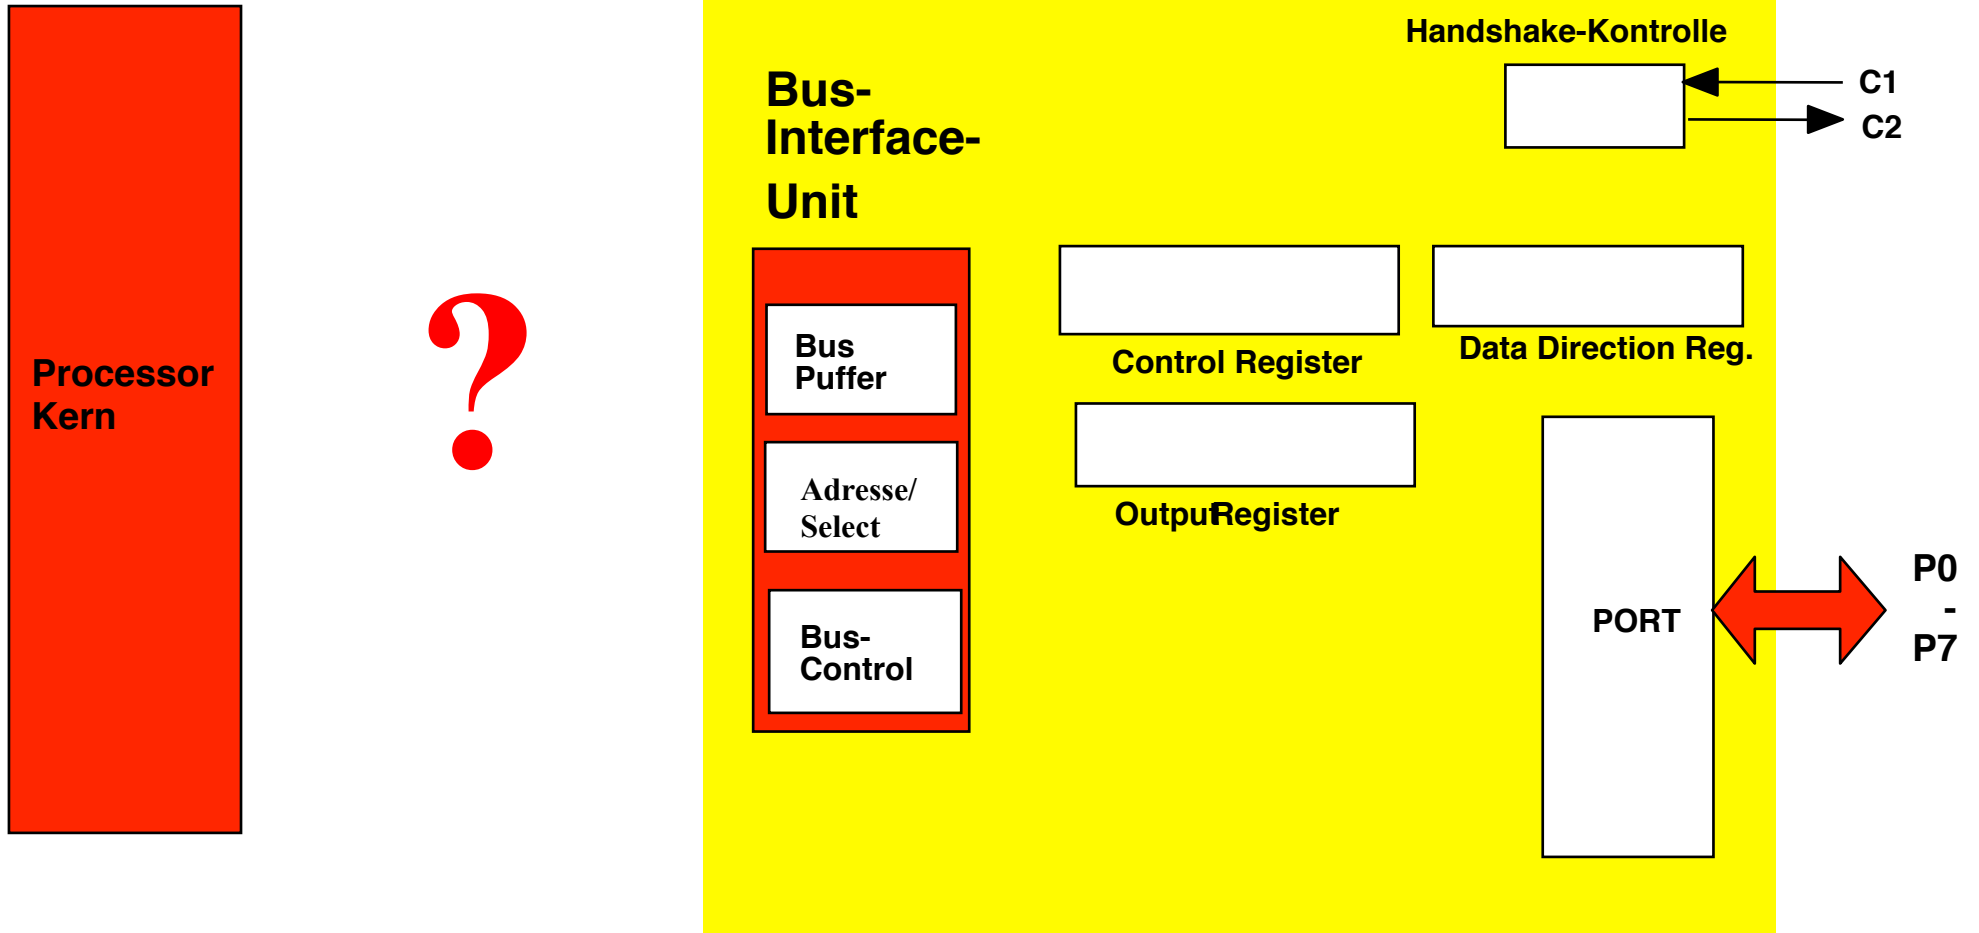 Processor
Kern
?
Bus-
Interface-
Unit
Bus
Puffer
Adresse/
Select
Bus-
Control
Handshake-Kontrolle
C1
C2
Control Register
Data Direction Reg.
OutputRegister
PORT
P0
-
P7